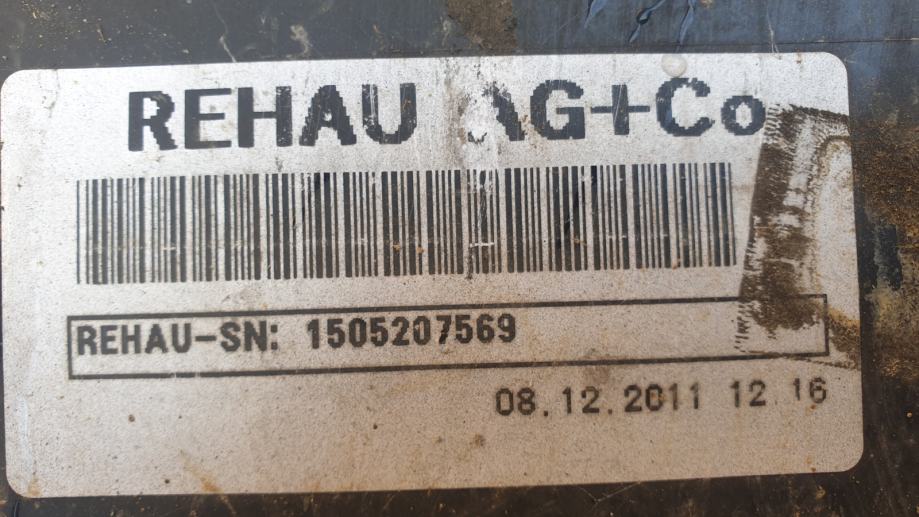 REHAU AG+Co
REHAU-SN: 1505207569
08.12.2011 12 16